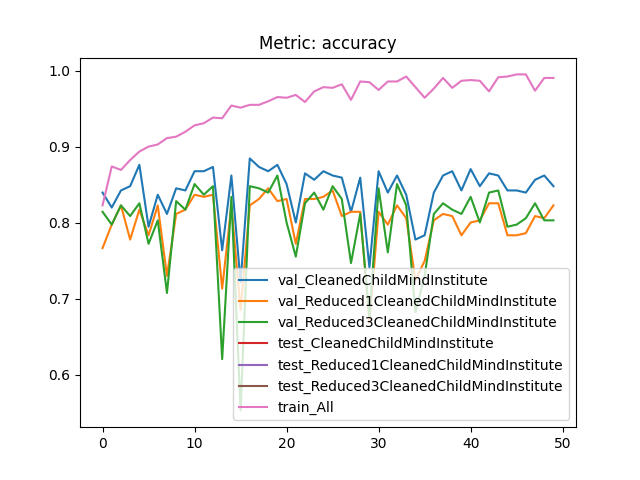 Metric: accuracy
1.0
0.9
0.8
0.7
0.6
val_CleanedChildMindInstitute
val_Reduced1CleanedChildMindInstitute
val_Reduced3CleanedChildMindInstitute
test_CleanedChildMindInstitute
test_Reduced1CleanedChildMindInstitute
test_Reduced3CleanedChildMindInstitute
train_All
0 10 20 30 40 50